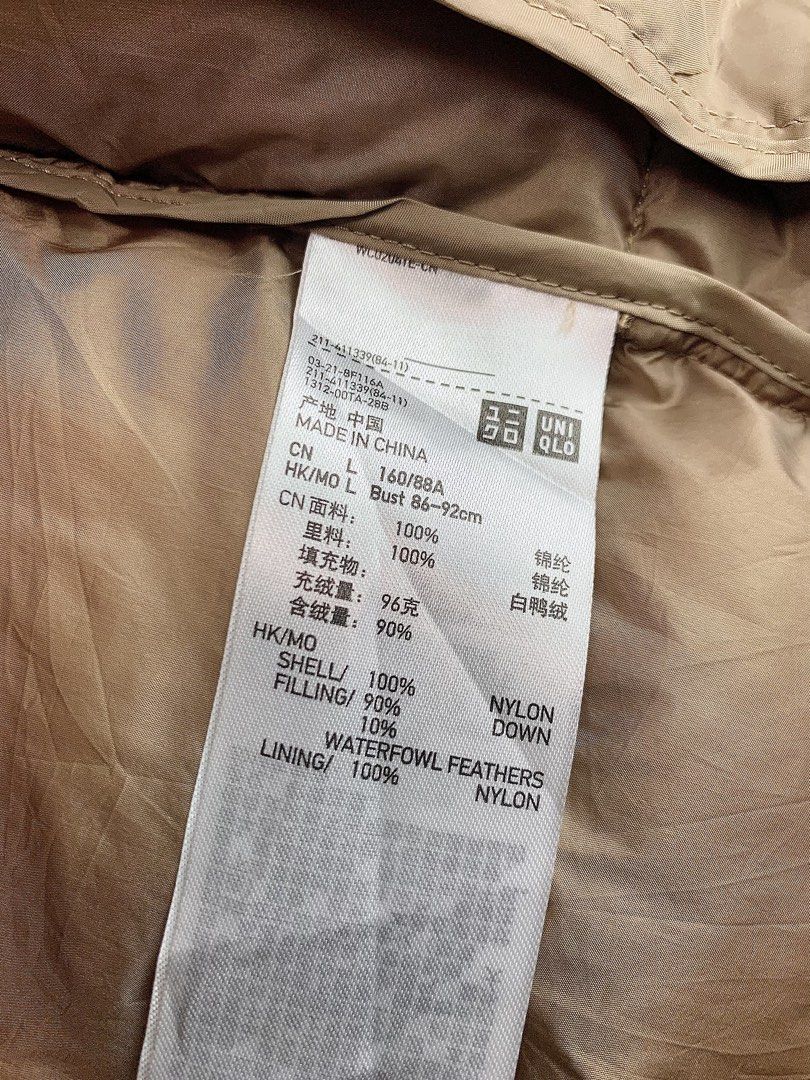 WC02041E-CN
211-411339(84-11)
03-21-8F116A
211-411339(84-11)
1312-00TA-28B
产地 中国
MADE IN CHINA
ユニ
クロ
UNI
QLO
CN L 160/88A
HK/MO L Bust 86-92cm
CN 面料: 100% 锦纶
里料: 100% 锦纶
填充物: 白鸭绒
充绒量: 96克
含绒量: 90%
HK/MO
SHELL/ 100% NYLON
FILLING/ 90% DOWN
10%
WATERFOWL FEATHERS
LINING/ 100% NYLON